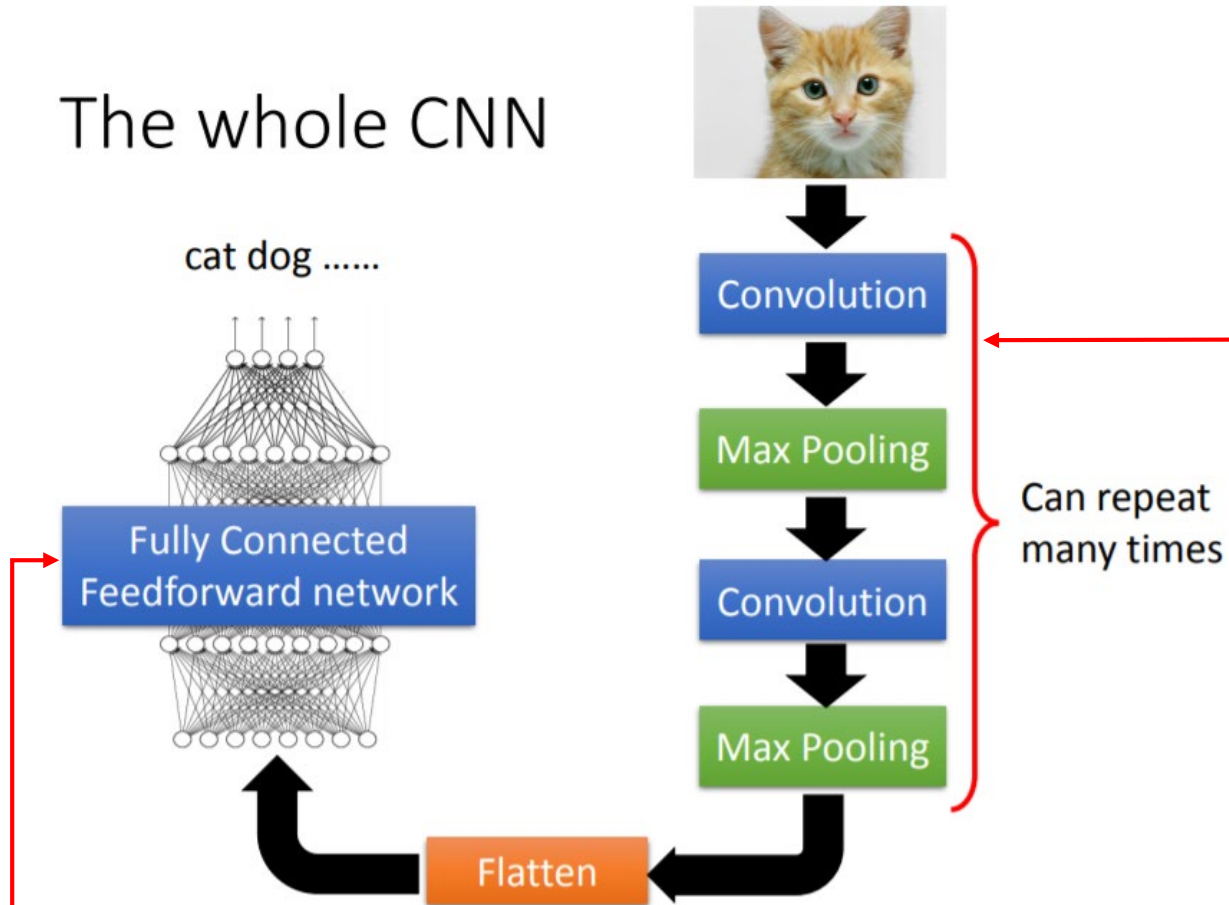 The whole CNN
cat dog ......
Convolution
Max Pooling
Convolution
Max Pooling
Can repeat
many times
Flatten
Fully Connected
Feedforward network